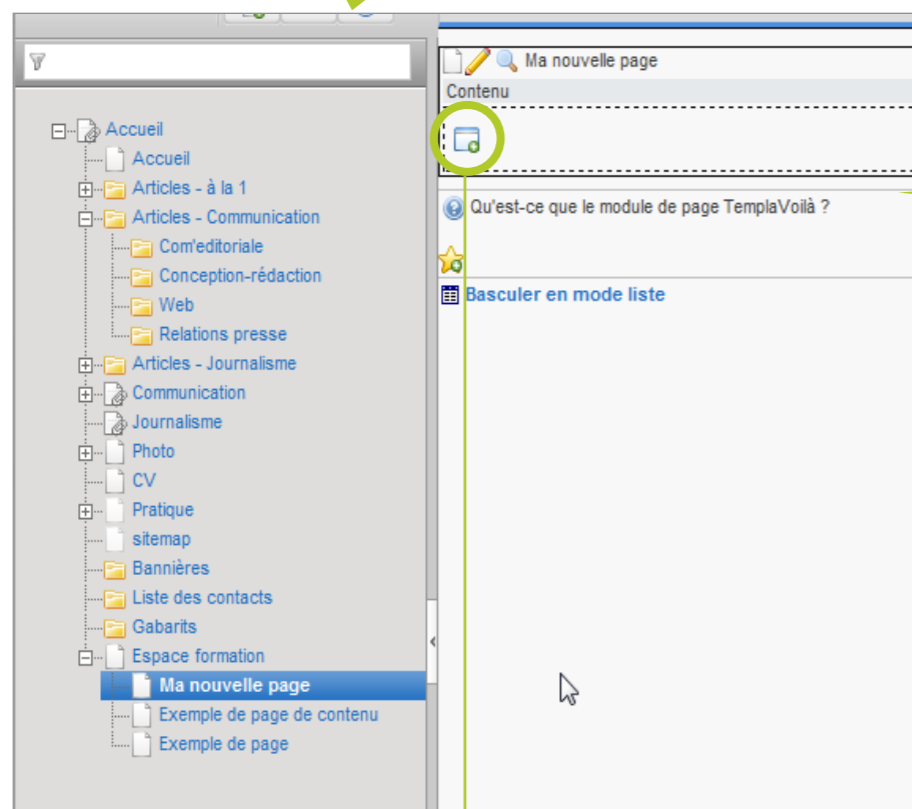 Accueil
Accueil
Articles - à la 1
Articles - Communication
Com'editoriale
Conception-rédaction
Web
Relations presse
Articles - Journalisme
Communication
Journalisme
Photo
CV
Pratique
sitemap
Bannières
Liste des contacts
Gabarits
Espace formation
Ma nouvelle page
Exemple de page de contenu
Exemple de page
Ma nouvelle page
Contenu
Qu'est-ce que le module de page TemplaVoilà ?
Basculer en mode liste